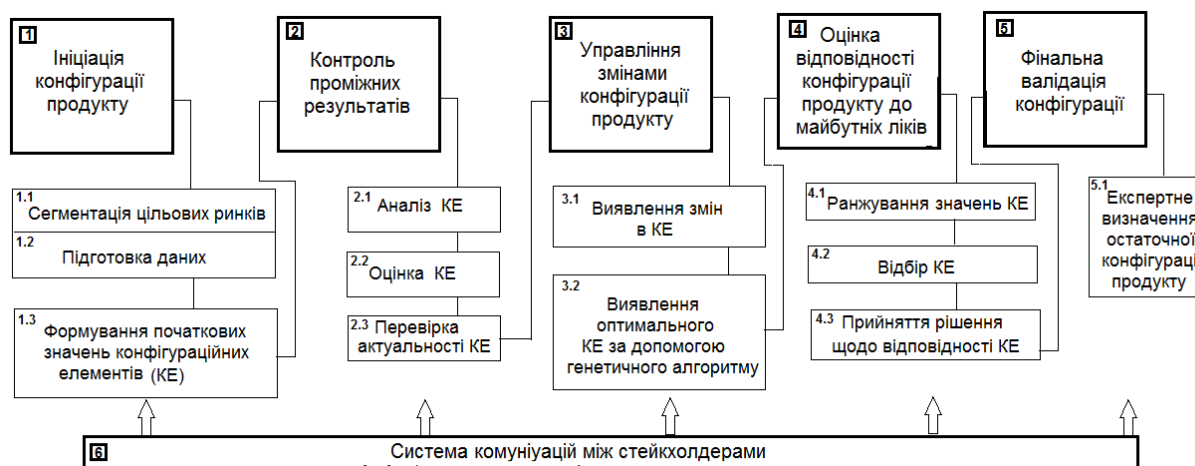 1
Ініціація
конфігурації
продукту
1.1
Сегментація цільових ринків
1.2
Підготовка даних
1.3
Формування початкових
значень конфігураційних
елементів (КЕ)
2
Контроль
проміжних
результатів
2.1 Аналіз КЕ
2.2 Оцінка КЕ
2.3 Перевірка
актуальності КЕ
3
Управління
змінами
конфігурації
продукту
3.1
Виявлення змін
в КЕ
3.2
Виявлення
оптимального
КЕ за допомогою
генетичного алгоритму
4 Оцінка
відповідності
конфігурації
продукту до
майбутніх ліків
4.1
Ранжування значень КЕ
4.2
Відбір КЕ
4.3 Прийняття рішення
щодо відповідності КЕ
5
Фінальна
валідація
конфігурації
5.1
Експертне
визначення
остаточної
конфігурац
продукту
6
Система комуніуацій між стейкхолдерами